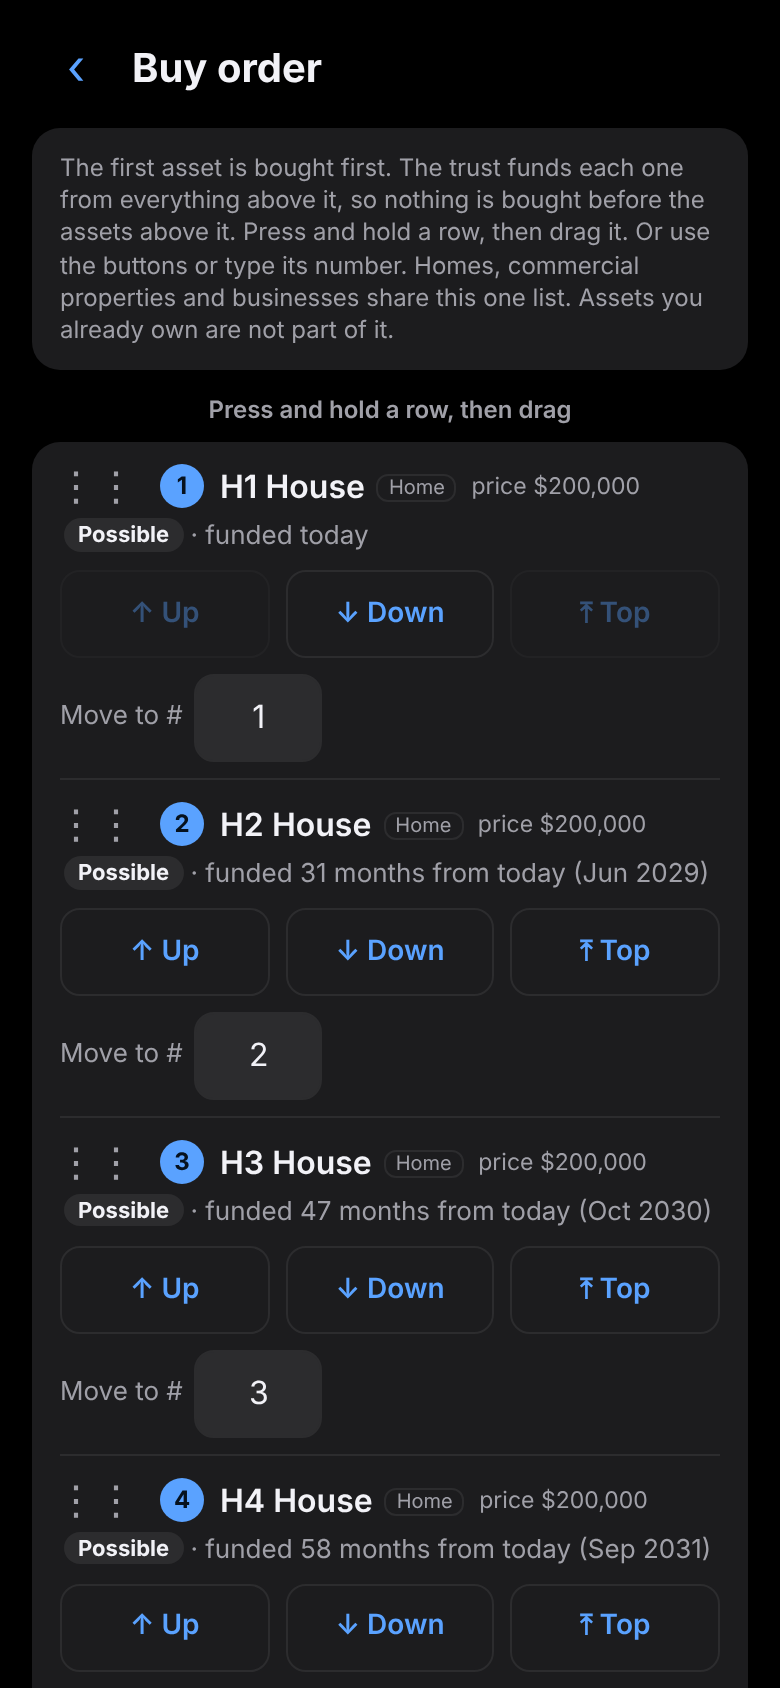 Buy order
The first asset is bought first. The trust funds each one
from everything above it, so nothing is bought before the
assets above it. Press and hold a row, then drag it. Or use
the buttons or type its number. Homes, commercial
properties and businesses share this one list. Assets you
already own are not part of it.
Press and hold a row, then drag
1 H1 House Home price $200,000
Possible · funded today
↑ Up ↓ Down ⤒ Top
Move to # 1
2 H2 House Home price $200,000
Possible · funded 31 months from today (Jun 2029)
↑ Up ↓ Down ⤒ Top
Move to # 2
3 H3 House Home price $200,000
Possible · funded 47 months from today (Oct 2030)
↑ Up ↓ Down ⤒ Top
Move to # 3
4 H4 House Home price $200,000
Possible · funded 58 months from today (Sep 2031)
↑ Up ↓ Down ⤒ Top